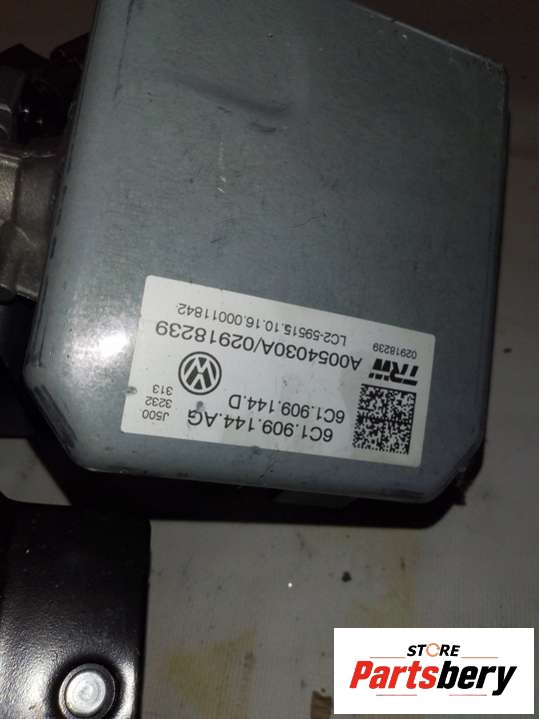 6C1.909.144.AG
6C1.909.144.D
J500
3232
313
TRW
A0054030A/02918239
02918239
LC2-59515.10.16.00011842
STORE
Partsbery